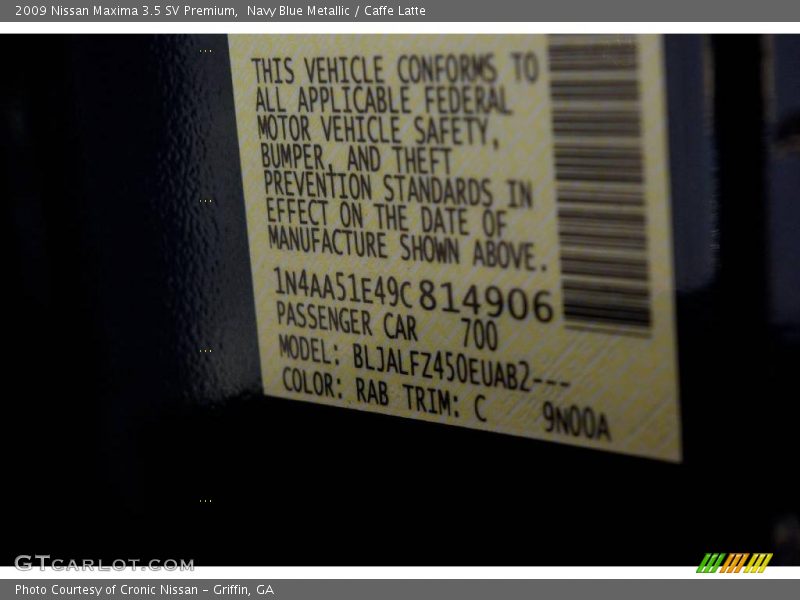 2009 Nissan Maxima 3.5 SV Premium, Navy Blue Metallic / Caffe Latte
THIS VEHICLE CONFORMS TO
ALL APPLICABLE FEDERAL
MOTOR VEHICLE SAFETY,
BUMPER, AND THEFT
PREVENTION STANDARDS IN
EFFECT ON THE DATE OF
MANUFACTURE SHOWN ABOVE.
1N4AA51E49C814906
PASSENGER CAR 700
MODEL: BLJALFZ450EUAB2---
COLOR: RAB TRIM: C 9N00A
GTCARLOT.COM
Photo Courtesy of Cronic Nissan - Griffin, GA